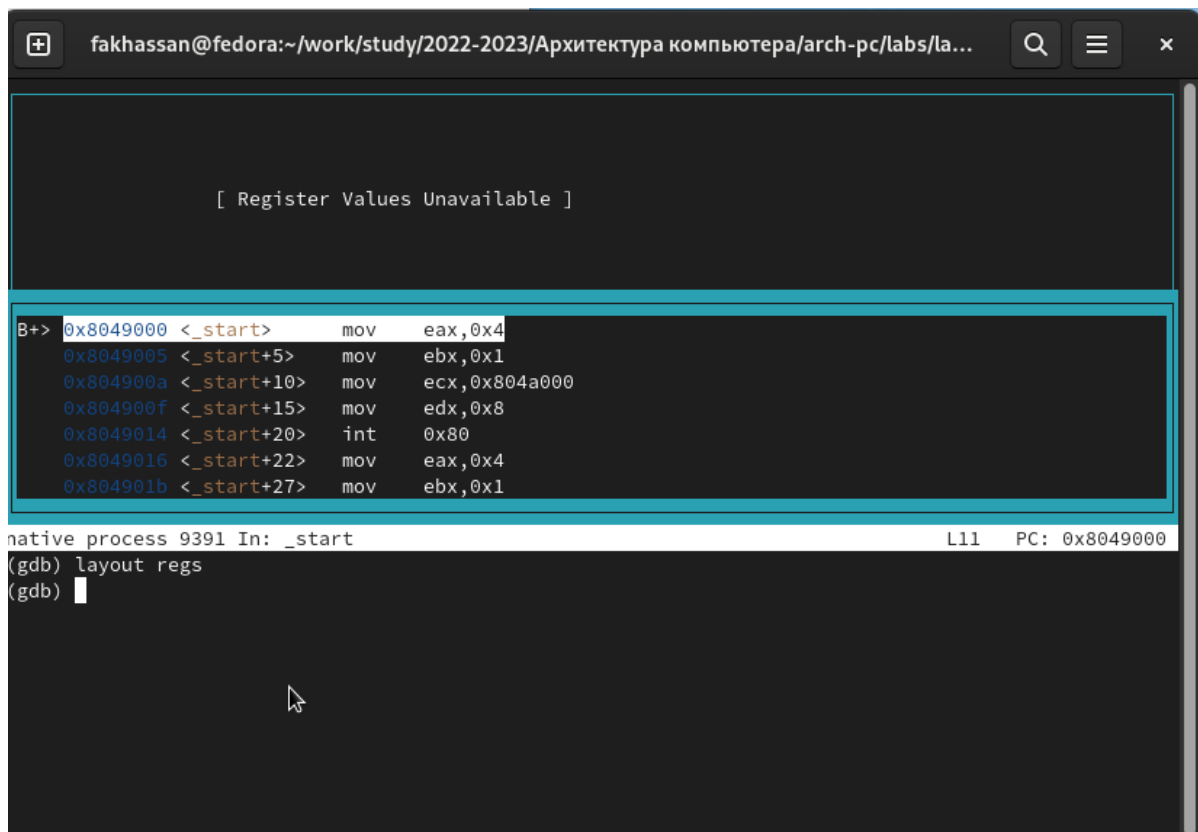 fakhassan@fedora:~/work/study/2022-2023/Архитектура компьютера/arch-pc/labs/la...
[ Register Values Unavailable ]
B+> 0x8049000 <_start> mov eax,0x4
0x8049005 <_start+5> mov ebx,0x1
0x804900a <_start+10> mov ecx,0x804a000
0x804900f <_start+15> mov edx,0x8
0x8049014 <_start+20> int 0x80
0x8049016 <_start+22> mov eax,0x4
0x804901b <_start+27> mov ebx,0x1
native process 9391 In: _start L11 PC: 0x8049000
(gdb) layout regs
(gdb)